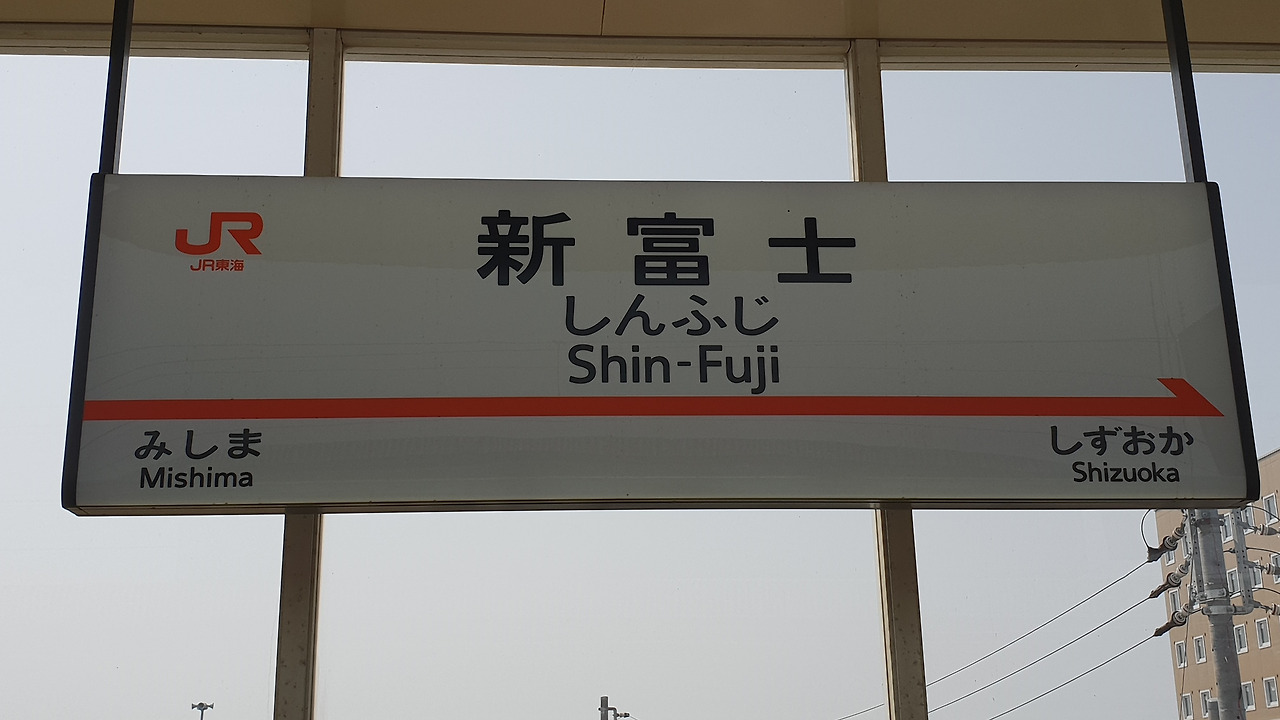 JR
JR東海
新富士
しんふじ
Shin-Fuji
みしま
Mishima
しずおか
Shizuoka